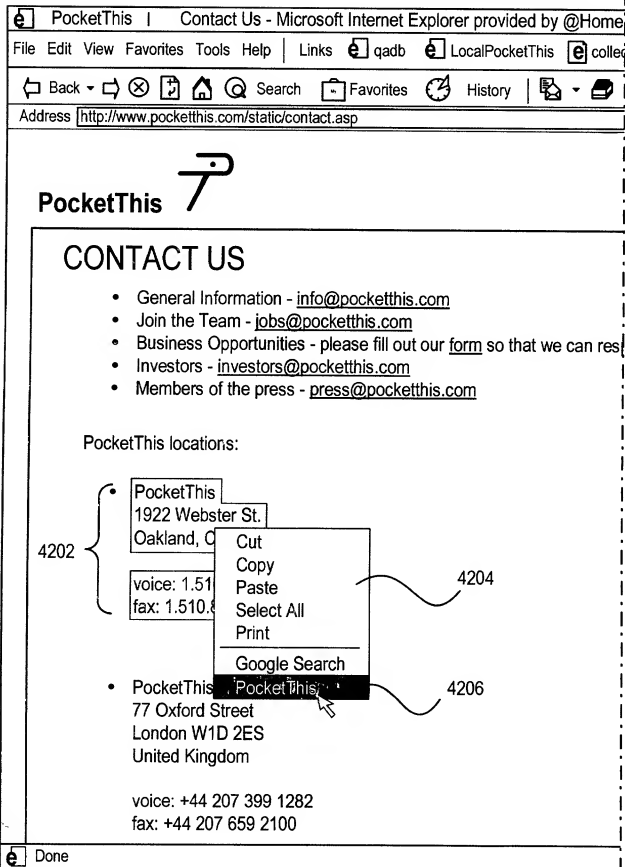 PocketThis | Contact Us - Microsoft Internet Explorer provided by @Home
File Edit View Favorites Tools Help | Links qadb LocalPocketThis
Back Search Favorites History
Address http://www.pocketthis.com/static/contact.asp
PocketThis
CONTACT US
• General Information - info@pocketthis.com
• Join the Team - jobs@pocketthis.com
• Business Opportunities - please fill out our form so that we can
• Investors - investors@pocketthis.com
• Members of the press - press@pocketthis.com
PocketThis locations:
• PocketThis
1922 Webster St.
Oakland,
4202
voice:
fax:
Cut
Copy
Paste
Select All
Print
Google Search
PocketThis
4204
4206
• PocketThis
77 Oxford Street
London W1D 2ES
United Kingdom
voice: +44 207 399 1282
fax: +44 207 659 2100
Done